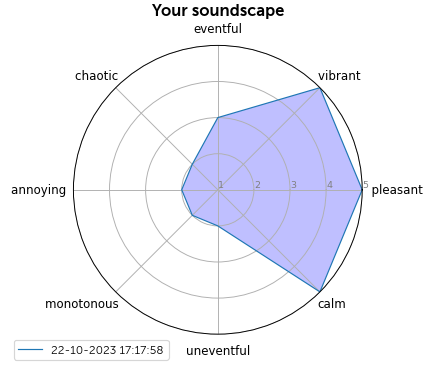 Your soundscape
eventful
chaotic
vibrant
annoying
1
2
3
4
5
pleasant
monotonous
calm
22-10-2023 17:17:58
uneventful